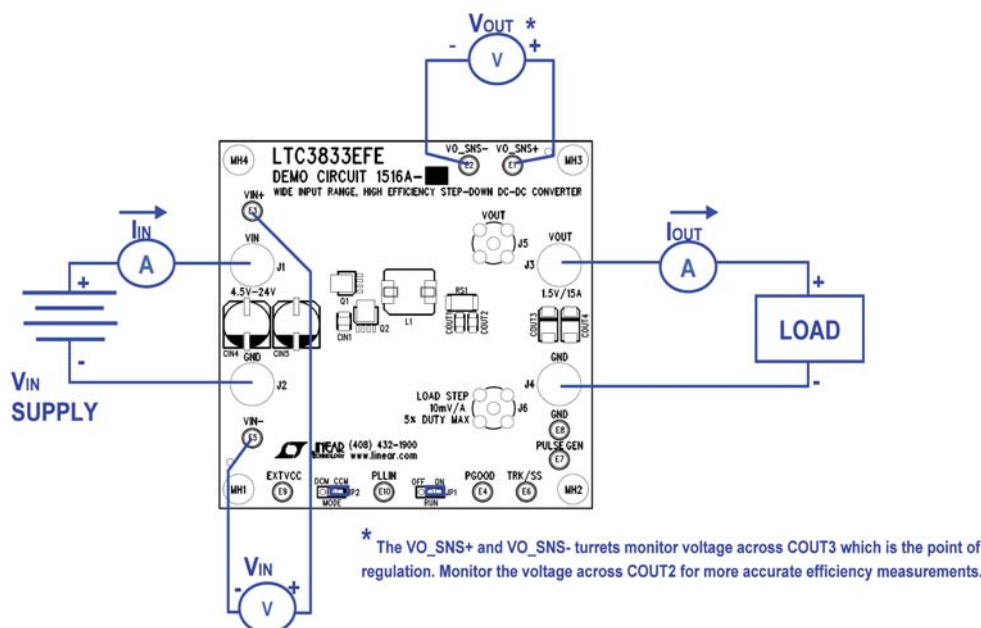 VOUT *
- V +
MH4
LTC3833EFE
DEMO CIRCUIT 1516A-
WIDE INPUT RANGE, HIGH EFFICIENCY STEP-DOWN DC-DC CONVERTER
VO_SNS-
VO_SNS+
E2
E1
MH3
VIN+
E3
IIN
A
VIN
J1
4.5V-24V
CIN4
CIN5
GND
J2
+
-
VIN
SUPPLY
VIN-
E5
Q1
Q2
CIN1
L1
RS1
COUT1
COUT2
VOUT
J5
VOUT
J3
1.5V/15A
COUT3
COUT4
GND
J4
IOUT
A
+
LOAD
-
LOAD STEP
10mV/A
5% DUTY MAX
J6
GND
E8
PULSE GEN
E7
LINEAR
TECHNOLOGY
(408) 432-1900
www.linear.com
MH1
EXTVCC
E9
DCM CCM
JP2
MODE
PLLIN
E10
OFF ON
JP1
RUN
PGOOD
E4
TRK/SS
E6
MH2
VIN
- V +
* The VO_SNS+ and VO_SNS- turrets monitor voltage across COUT3 which is the point of
regulation. Monitor the voltage across COUT2 for more accurate efficiency measurements.